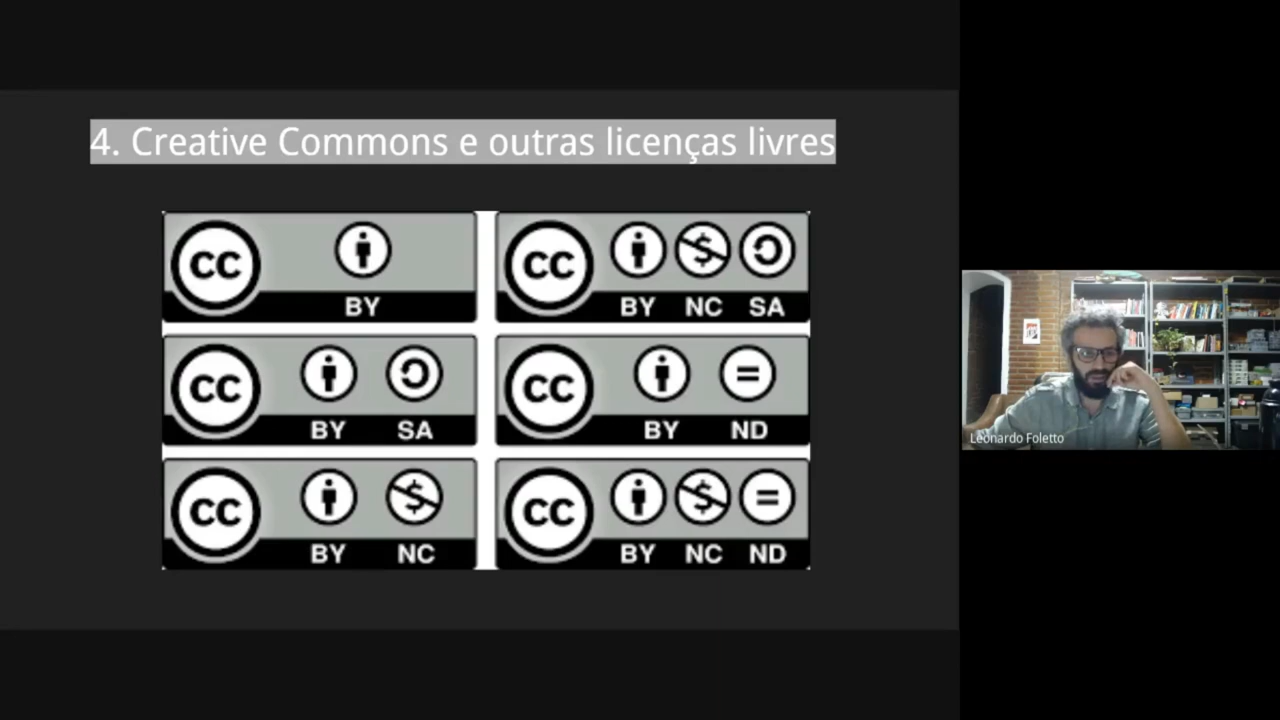 4. Creative Commons e outras licenças livres
CC BY
CC BY NC SA
CC BY SA
CC BY ND
CC BY NC
CC BY NC ND
Leonardo Foletto